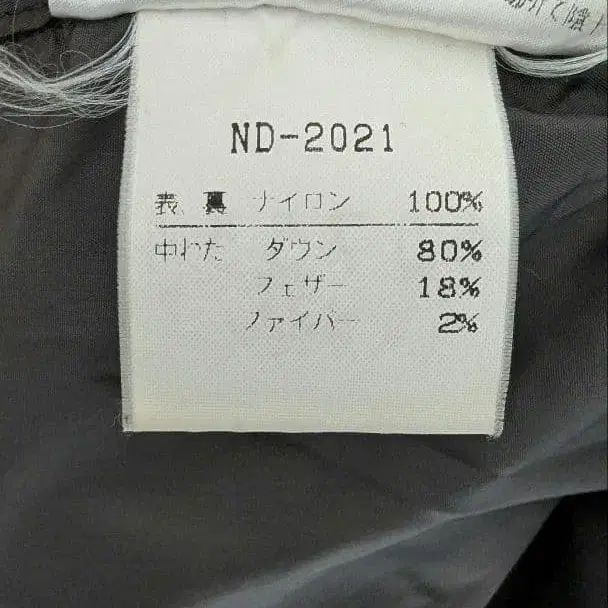 ND-2021
表、裏 ナイロン 100%
中わた ダウン 80%
フェザー 18%
ファイバー 2%